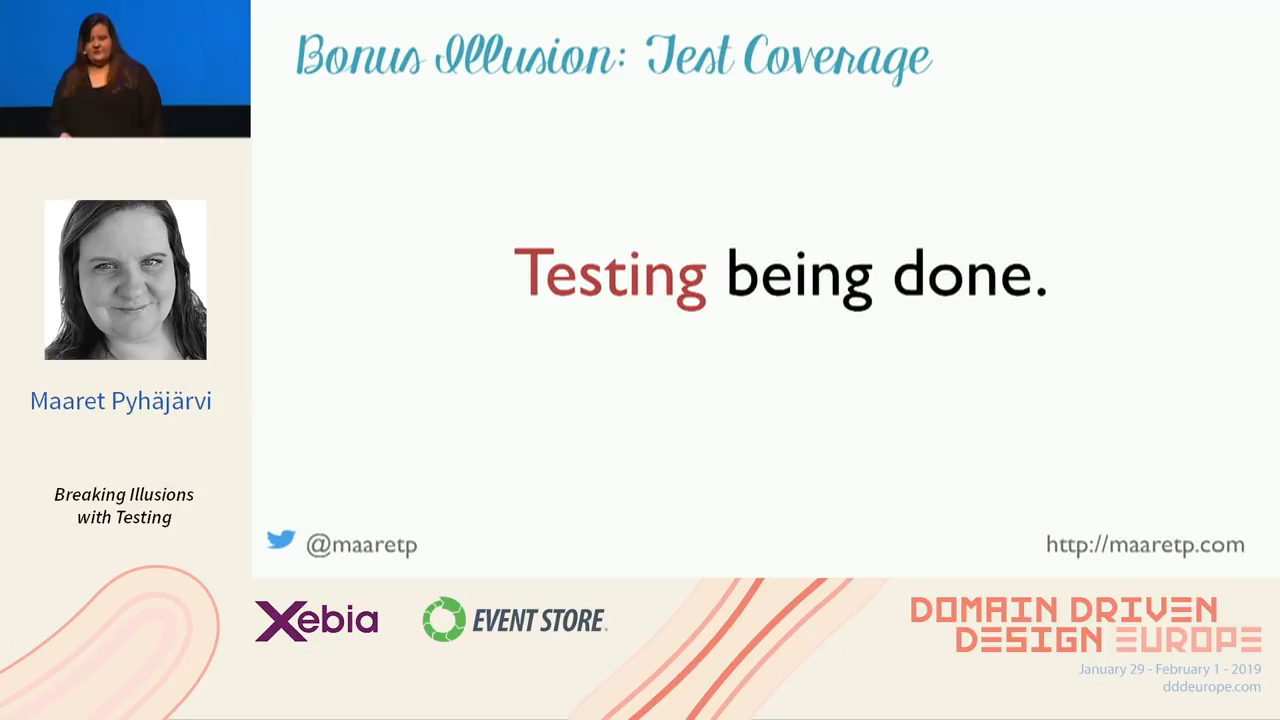 Bonus Illusion: Test Coverage
Testing being done.
Maaret Pyhäjärvi
Breaking Illusions
with Testing
@maaretp
http://maaretp.com
Xebia
EVENT STORE
DOMAIN DRIVEN
DESIGN EUROPE
January 29 - February 1 - 2019
dddeurope.com